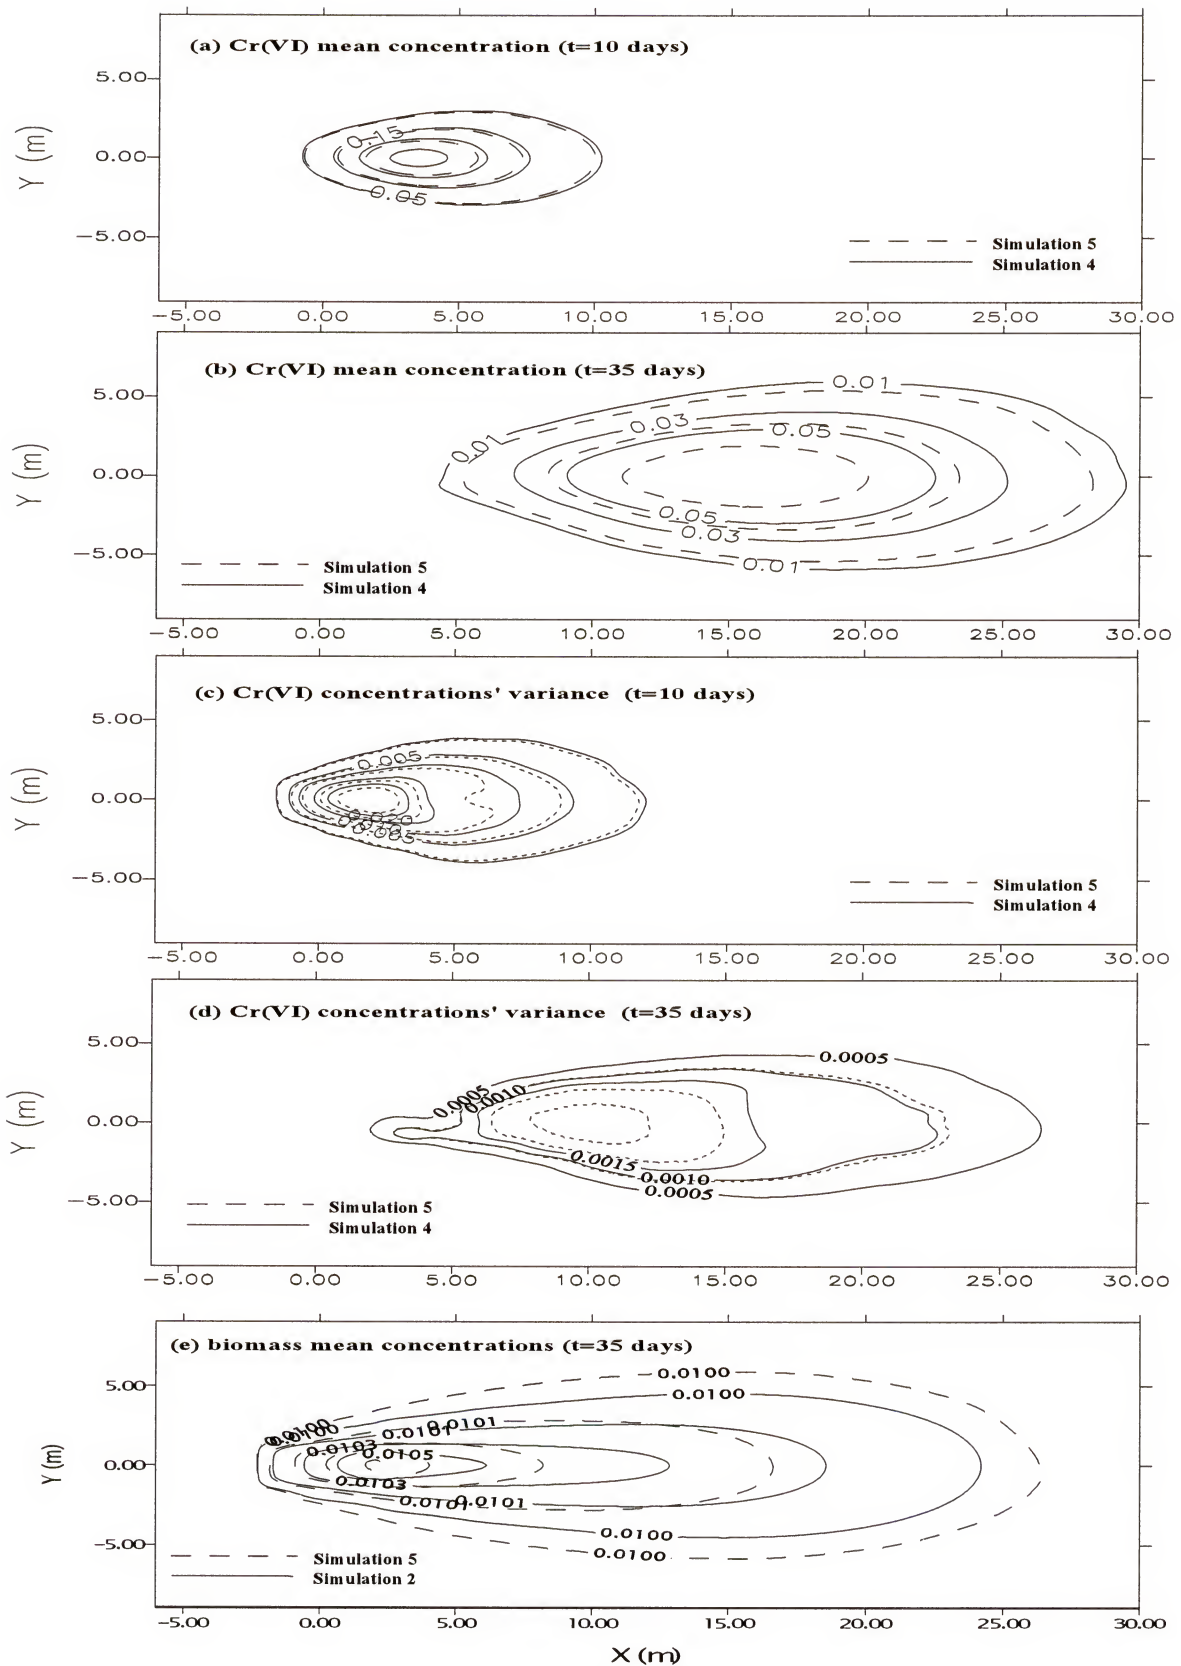 (a) Cr(VI) mean concentration (t=10 days)
5.00
0.15
Y (m)
0.00
0.05
-5.00
Simulation 5
Simulation 4
-5.00 0.00 5.00 10.00 15.00 20.00 25.00 30.00
(b) Cr(VI) mean concentration (t=35 days)
0.01
5.00
0.03
0.05
0.01
Y (m)
0.00
0.05
0.03
-5.00
0.01
Simulation 5
Simulation 4
-5.00 0.00 5.00 10.00 15.00 20.00 25.00 30.00
(c) Cr(VI) concentrations' variance (t=10 days)
5.00
0.005
Y (m)
0.00
0.005
-5.00
Simulation 5
Simulation 4
-5.00 0.00 5.00 10.00 15.00 20.00 25.00 30.00
(d) Cr(VI) concentrations' variance (t=35 days)
5.00
0.0005
0.0005
0.0010
Y (m)
0.00
0.0015
0.0010
0.0005
-5.00
Simulation 5
Simulation 4
-5.00 0.00 5.00 10.00 15.00 20.00 25.00 30.00
(e) biomass mean concentrations (t=35 days)
0.0100
5.00
0.0100
0.0100
0.0100
0.0101 0.0101
0.0103
0.0105
Y (m)
0.00
0.0103
0.0101 0.0101
0.0100
-5.00
0.0100
Simulation 5
Simulation 2
-5.00 0.00 5.00 10.00 15.00 20.00 25.00 30.00
X (m)